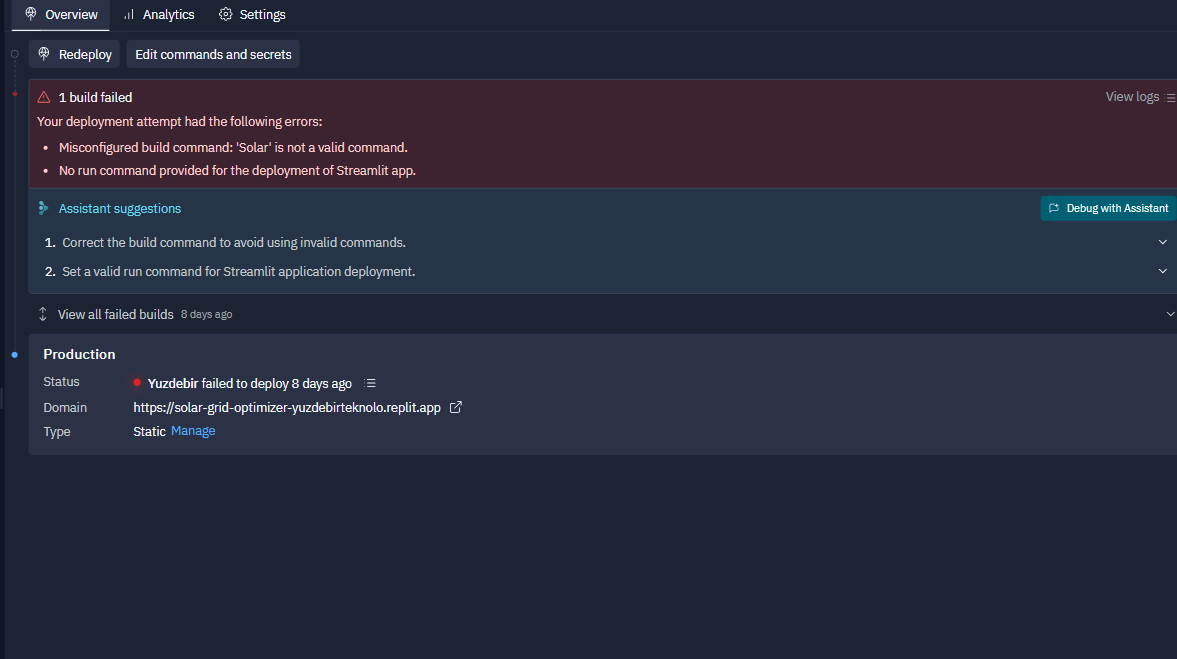 Overview Analytics Settings
Redeploy Edit commands and secrets
1 build failed View logs
Your deployment attempt had the following errors:
• Misconfigured build command: 'Solar' is not a valid command.
• No run command provided for the deployment of Streamlit app.
Assistant suggestions Debug with Assistant
1. Correct the build command to avoid using invalid commands.
2. Set a valid run command for Streamlit application deployment.
View all failed builds 8 days ago
Production
Status Yuzdebir failed to deploy 8 days ago
Domain https://solar-grid-optimizer-yuzdebirteknolo.replit.app
Type Static Manage